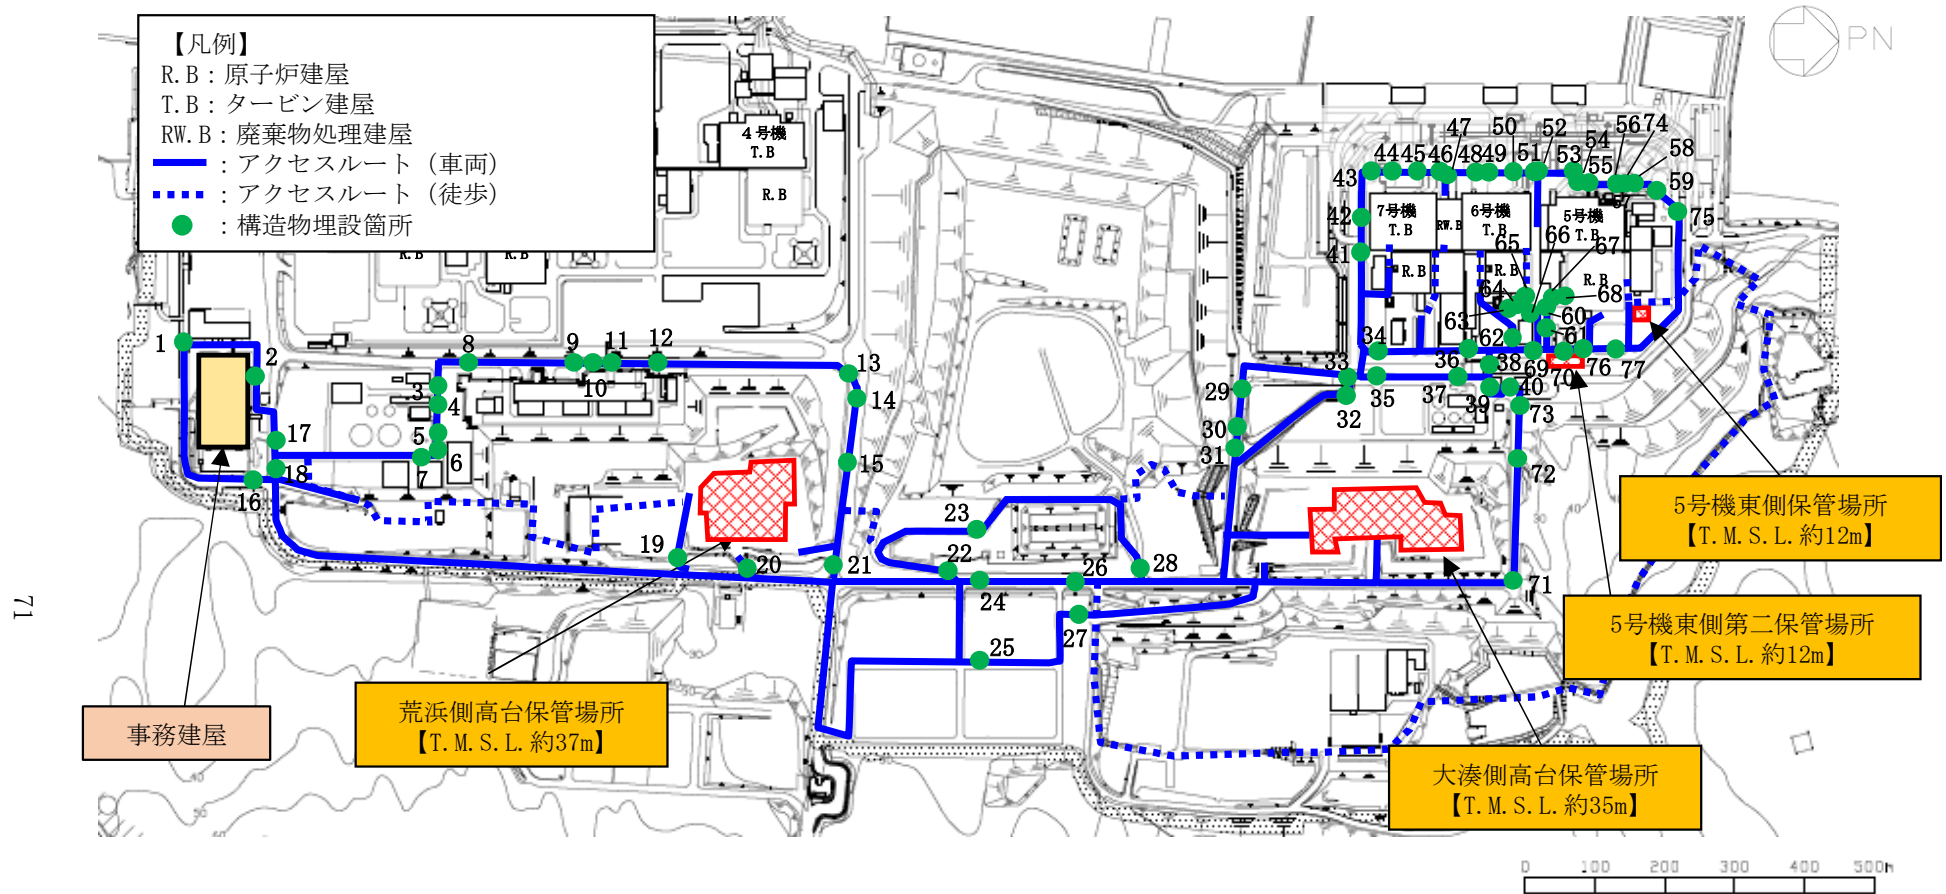 【凡例】
R.B：原子炉建屋
T.B：タービン建屋
RW.B：廃棄物処理建屋
：アクセスルート（車両）
：アクセスルート（徒歩）
：構造物埋設箇所
PN
4号機
T.B
R.B
R.B
R.B
47 50 52 54 56 74
44 45 46 48 49 51 53 55 58
43 59
57
42 7号機 6号機 5号機 75
T.B RW.B T.B T.B
65 66 67
41 R.B R.B R.B
64 68
63 60
62 61
34 36 38 69 70 76 77
33
35 37 39 40
32 73
29
30
31
72
1 2
8 9 10 11 12 13
3 14
4
5
6
7
17
18
16
15
19
20 21
22
23
24
25
26
27
28
71
事務建屋
荒浜側高台保管場所
【T.M.S.L.約37m】
5号機東側保管場所
【T.M.S.L.約12m】
5号機東側第二保管場所
【T.M.S.L.約12m】
大湊側高台保管場所
【T.M.S.L.約35m】
71
0 100 200 300 400 500m